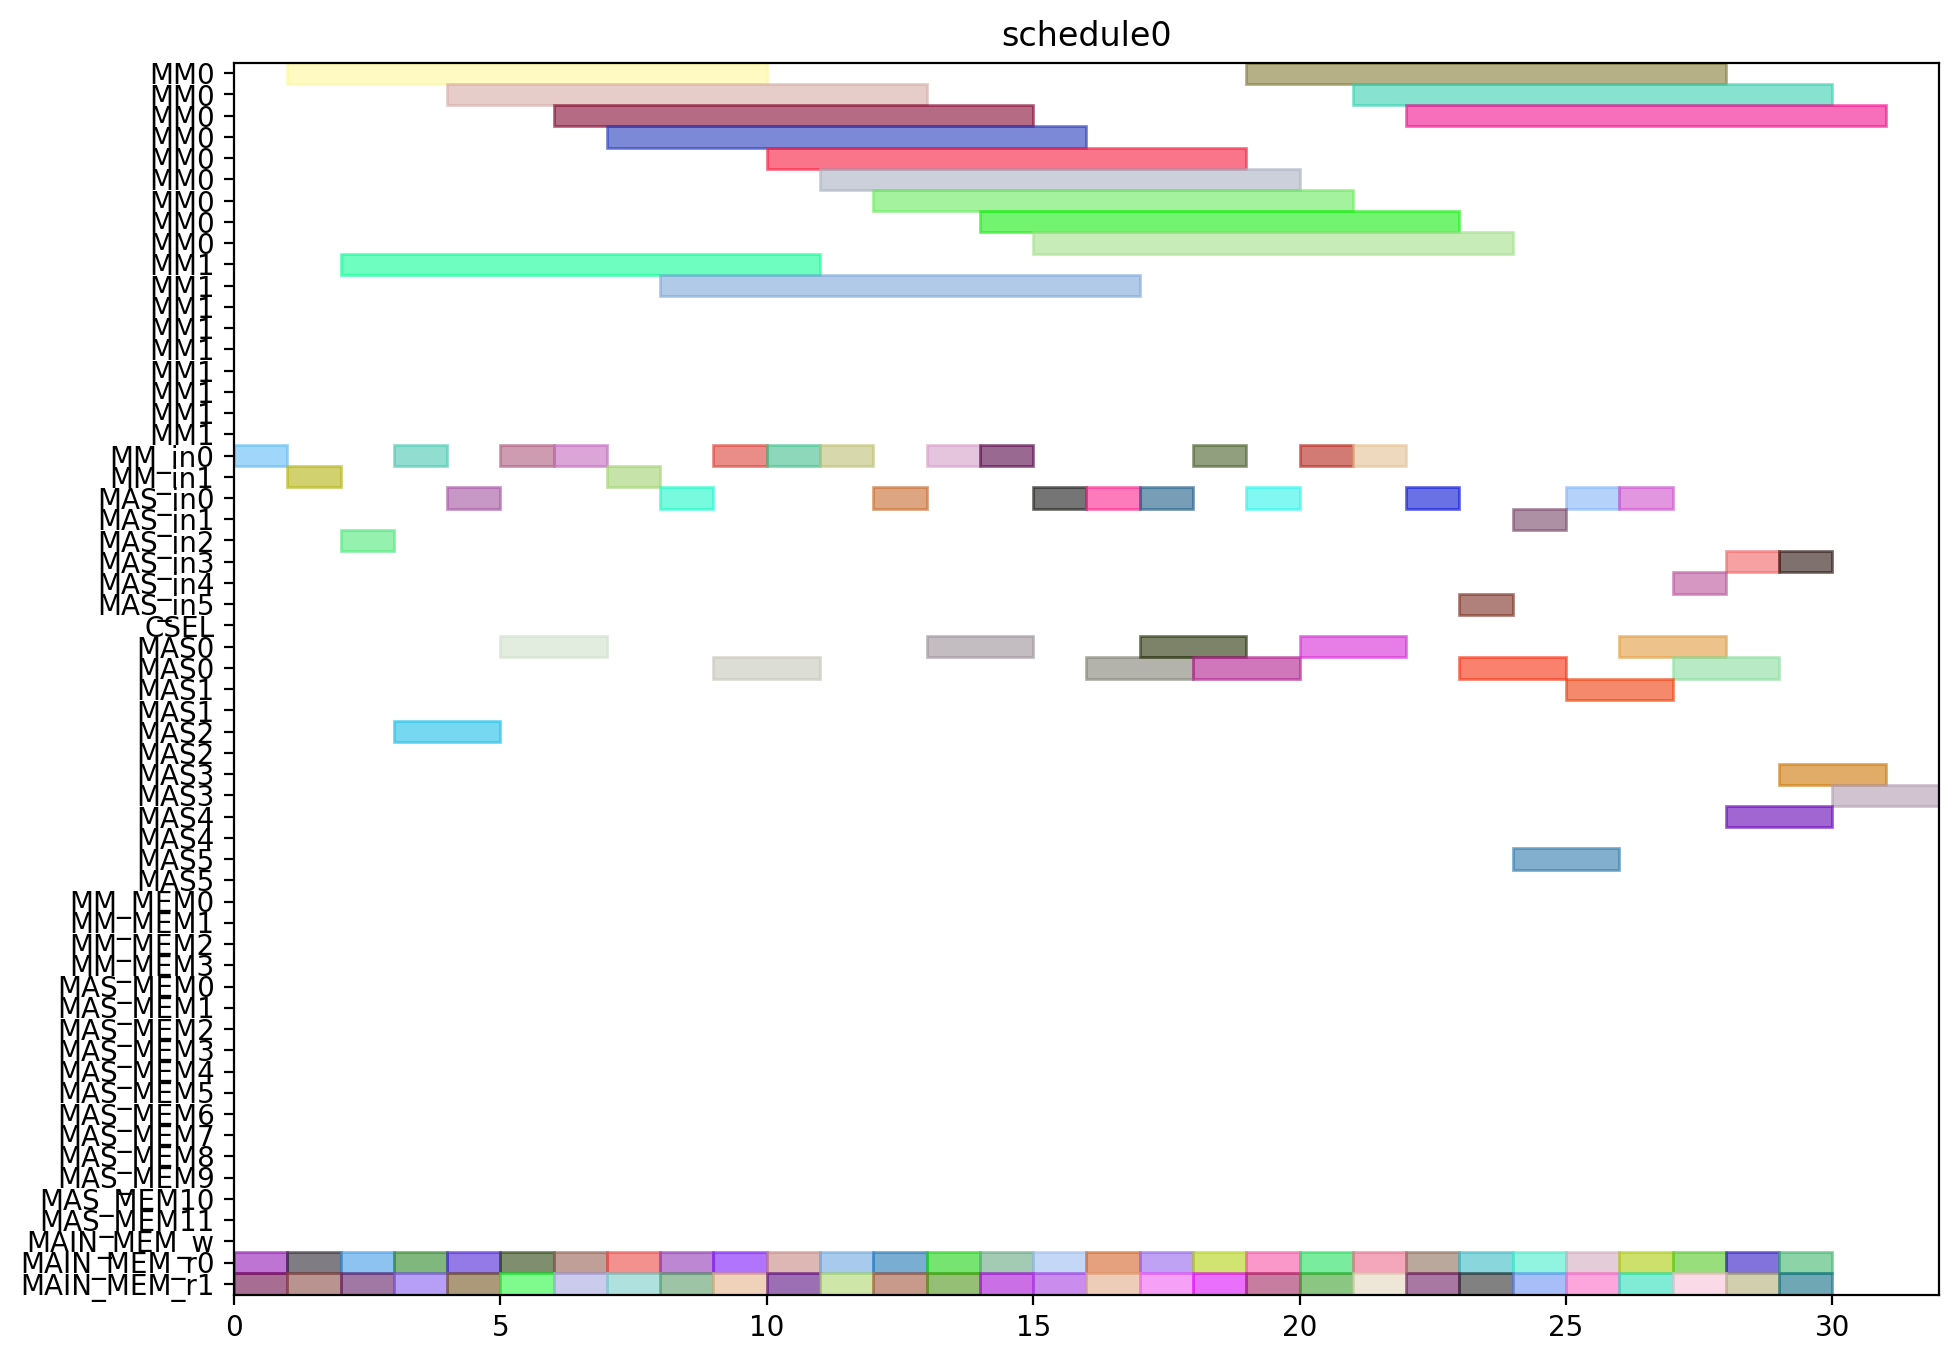 schedule0
MM0
MM0
MM0
MM0
MM0
MM0
MM0
MM0
MM0
MM1
MM1
MM1
MM1
MM1
MM1
MM1
MM1
MM1
MM_in0
MM_in1
MAS_in0
MAS_in1
MAS_in2
MAS_in3
MAS_in4
MAS_in5
CSEL
MAS0
MAS0
MAS1
MAS1
MAS2
MAS2
MAS3
MAS3
MAS4
MAS4
MAS5
MAS5
MM_MEM0
MM_MEM1
MM_MEM2
MM_MEM3
MAS_MEM0
MAS_MEM1
MAS_MEM2
MAS_MEM3
MAS_MEM4
MAS_MEM5
MAS_MEM6
MAS_MEM7
MAS_MEM8
MAS_MEM9
MAS_MEM10
MAS_MEM11
MAIN_MEM_w
MAIN_MEM_r0
MAIN_MEM_r1
0 5 10 15 20 25 30